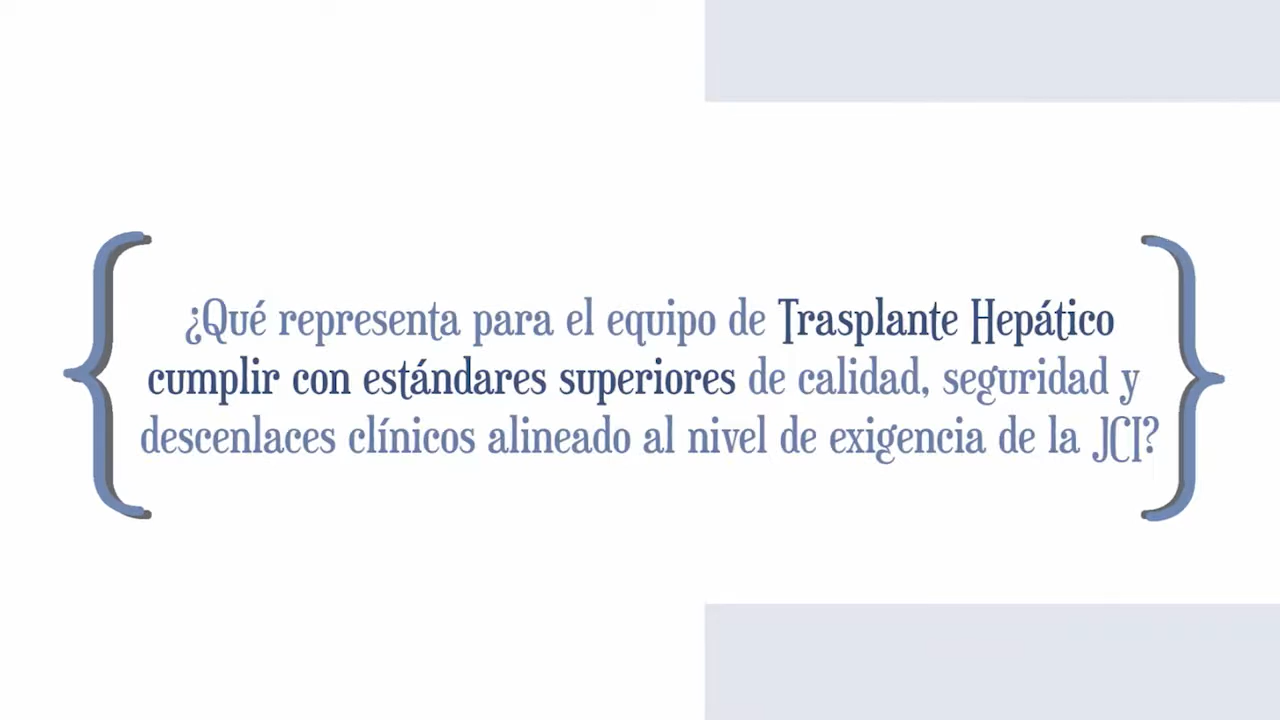 ¿Qué representa para el equipo de Trasplante Hepático
cumplir con estándares superiores de calidad, seguridad y
descenlaces clínicos alineado al nivel de exigencia de la JCI?